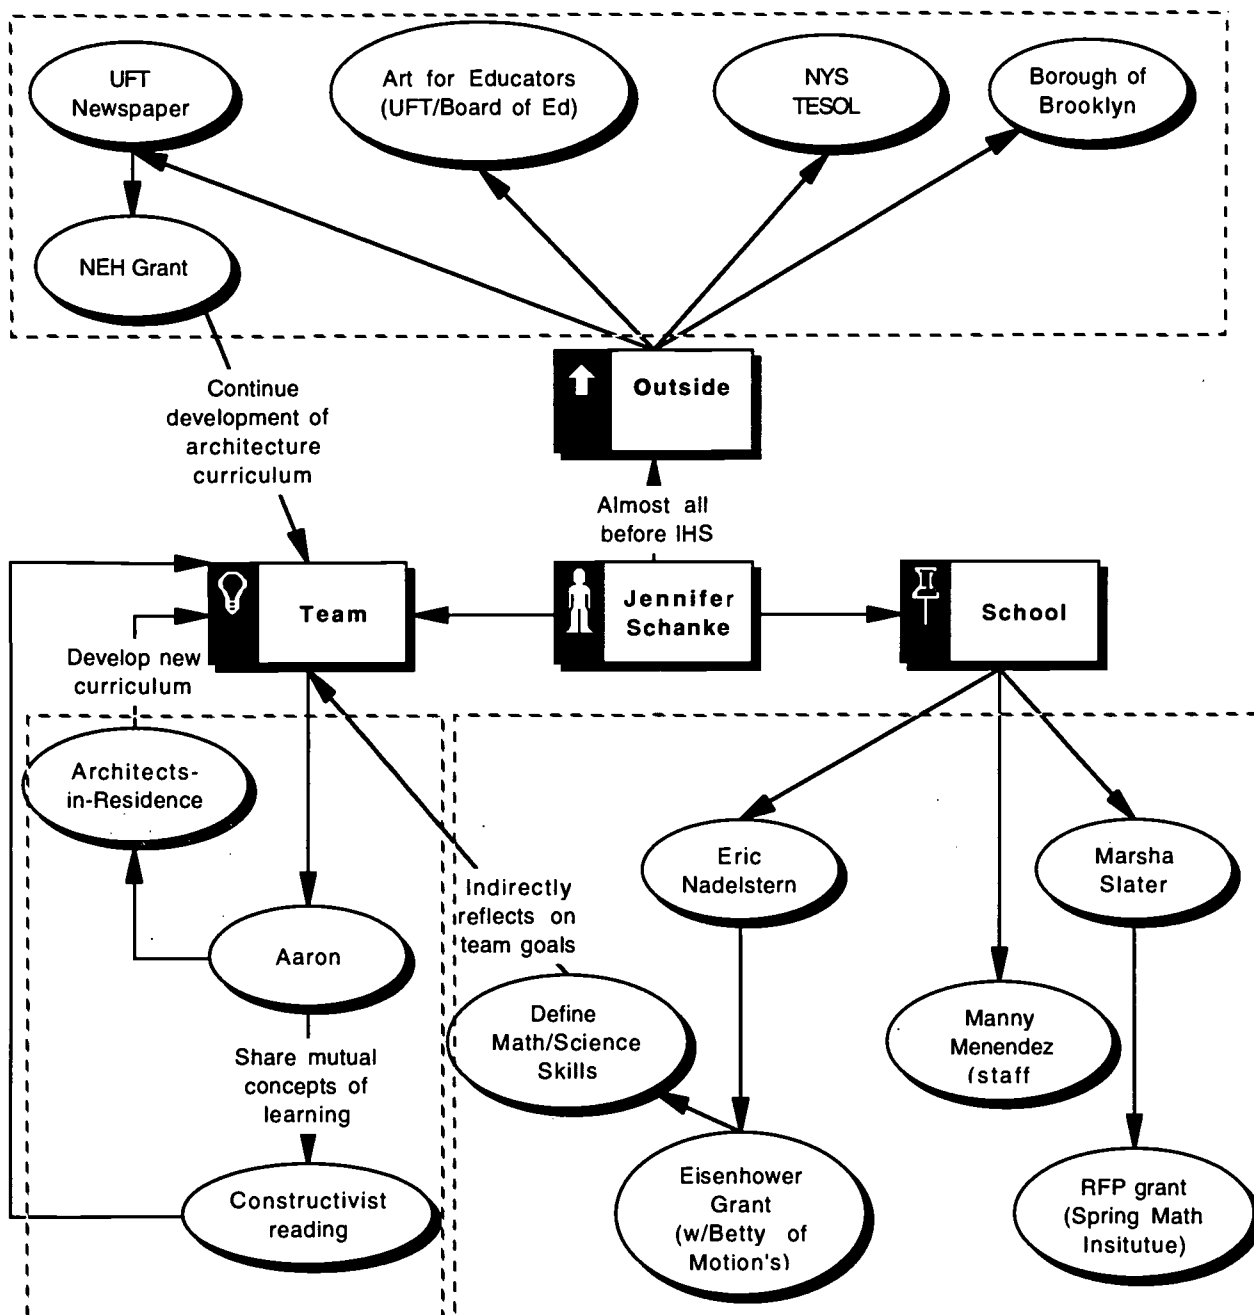 UFT
Newspaper
Art for Educators
(UFT/Board of Ed)
NYS
TESOL
Borough of
Brooklyn
NEH Grant
Continue
development of
architecture
curriculum
Outside
Almost all
before IHS
Team
Jennifer
Schanke
School
Develop new
curriculum
Architects-
in-Residence
Eric
Nadelstern
Marsha
Slater
Indirectly
reflects on
team goals
Aaron
Define
Math/Science
Skills
Manny
Menendez
(staff
Share mutual
concepts of
learning
Constructivist
reading
Eisenhower
Grant
(w/Betty of
Motion's)
RFP grant
(Spring Math
Insitutue)